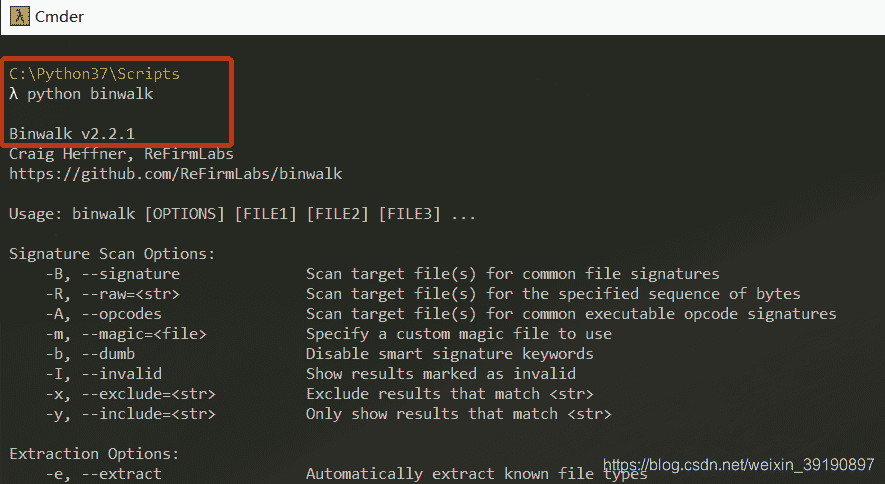 Cmder
C:\Python37\Scripts
λ python binwalk
Binwalk v2.2.1
Craig Heffner, ReFirmLabs
https://github.com/ReFirmLabs/binwalk
Usage: binwalk [OPTIONS] [FILE1] [FILE2] [FILE3] ...
Signature Scan Options:
-B, --signature Scan target file(s) for common file signatures
-R, --raw=<str> Scan target file(s) for the specified sequence of bytes
-A, --opcodes Scan target file(s) for common executable opcode signatures
-m, --magic=<file> Specify a custom magic file to use
-b, --dumb Disable smart signature keywords
-I, --invalid Show results marked as invalid
-x, --exclude=<str> Exclude results that match <str>
-y, --include=<str> Only show results that match <str>
Extraction Options:
-e, --extract Automatically extract known file types
https://blog.csdn.net/weixin_39190897